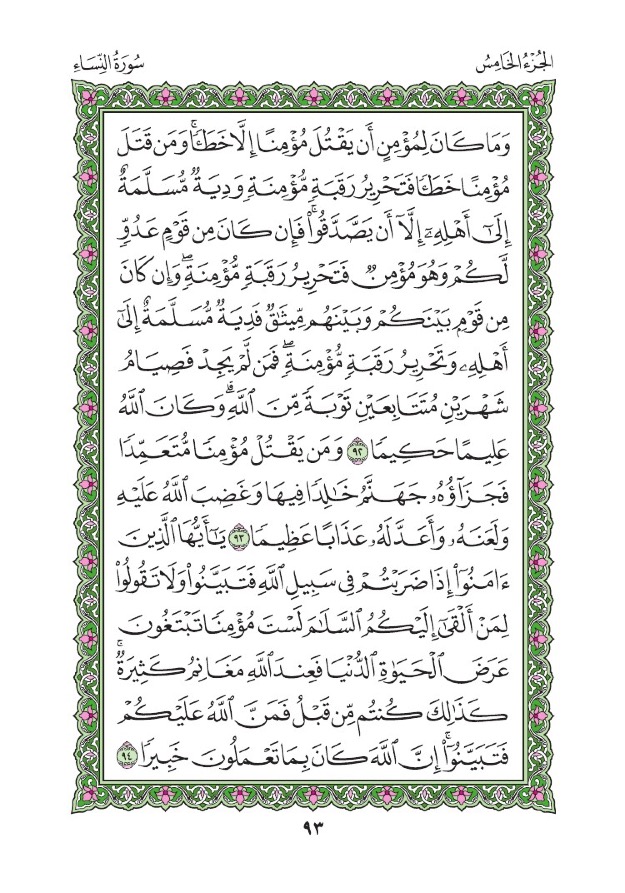 الجُزْءُ الخَامِسُ
سُورَةُ النِّسَاءِ
وَمَا كَانَ لِمُؤْمِنٍ أَن يَقْتُلَ مُؤْمِنًا إِلَّا خَطَـًٔاۚ وَمَن قَتَلَ
مُؤْمِنًا خَطَـًٔا فَتَحْرِيرُ رَقَبَةٍ مُّؤْمِنَةٍ وَدِيَةٌ مُّسَلَّمَةٌ
إِلَىٰٓ أَهْلِهِۦٓ إِلَّآ أَن يَصَّدَّقُوا۟ۚ فَإِن كَانَ مِن قَوْمٍ عَدُوٍّ
لَّكُمْ وَهُوَ مُؤْمِنٌ فَتَحْرِيرُ رَقَبَةٍ مُّؤْمِنَةٍۖ وَإِن كَانَ
مِن قَوْمٍۭ بَيْنَكُمْ وَبَيْنَهُم مِّيثَٰقٌ فَدِيَةٌ مُّسَلَّمَةٌ إِلَىٰٓ
أَهْلِهِۦ وَتَحْرِيرُ رَقَبَةٍ مُّؤْمِنَةٍۖ فَمَن لَّمْ يَجِدْ فَصِيَامُ
شَهْرَيْنِ مُتَتَابِعَيْنِ تَوْبَةً مِّنَ ٱللَّهِۗ وَكَانَ ٱللَّهُ
عَلِيمًا حَكِيمًا ٩٢ وَمَن يَقْتُلْ مُؤْمِنًا مُّتَعَمِّدًا
فَجَزَآؤُهُۥ جَهَنَّمُ خَٰلِدًا فِيهَا وَغَضِبَ ٱللَّهُ عَلَيْهِ
وَلَعَنَهُۥ وَأَعَدَّ لَهُۥ عَذَابًا عَظِيمًا ٩٣ يَٰٓأَيُّهَا ٱلَّذِينَ
ءَامَنُوٓا۟ إِذَا ضَرَبْتُمْ فِى سَبِيلِ ٱللَّهِ فَتَبَيَّنُوا۟ وَلَا تَقُولُوا۟
لِمَنْ أَلْقَىٰٓ إِلَيْكُمُ ٱلسَّلَٰمَ لَسْتَ مُؤْمِنًا تَبْتَغُونَ
عَرَضَ ٱلْحَيَوٰةِ ٱلدُّنْيَا فَعِندَ ٱللَّهِ مَغَانِمُ كَثِيرَةٌۚ
كَذَٰلِكَ كُنتُم مِّن قَبْلُ فَمَنَّ ٱللَّهُ عَلَيْكُمْ
فَتَبَيَّنُوٓا۟ۚ إِنَّ ٱللَّهَ كَانَ بِمَا تَعْمَلُونَ خَبِيرًا ٩٤
٩٣